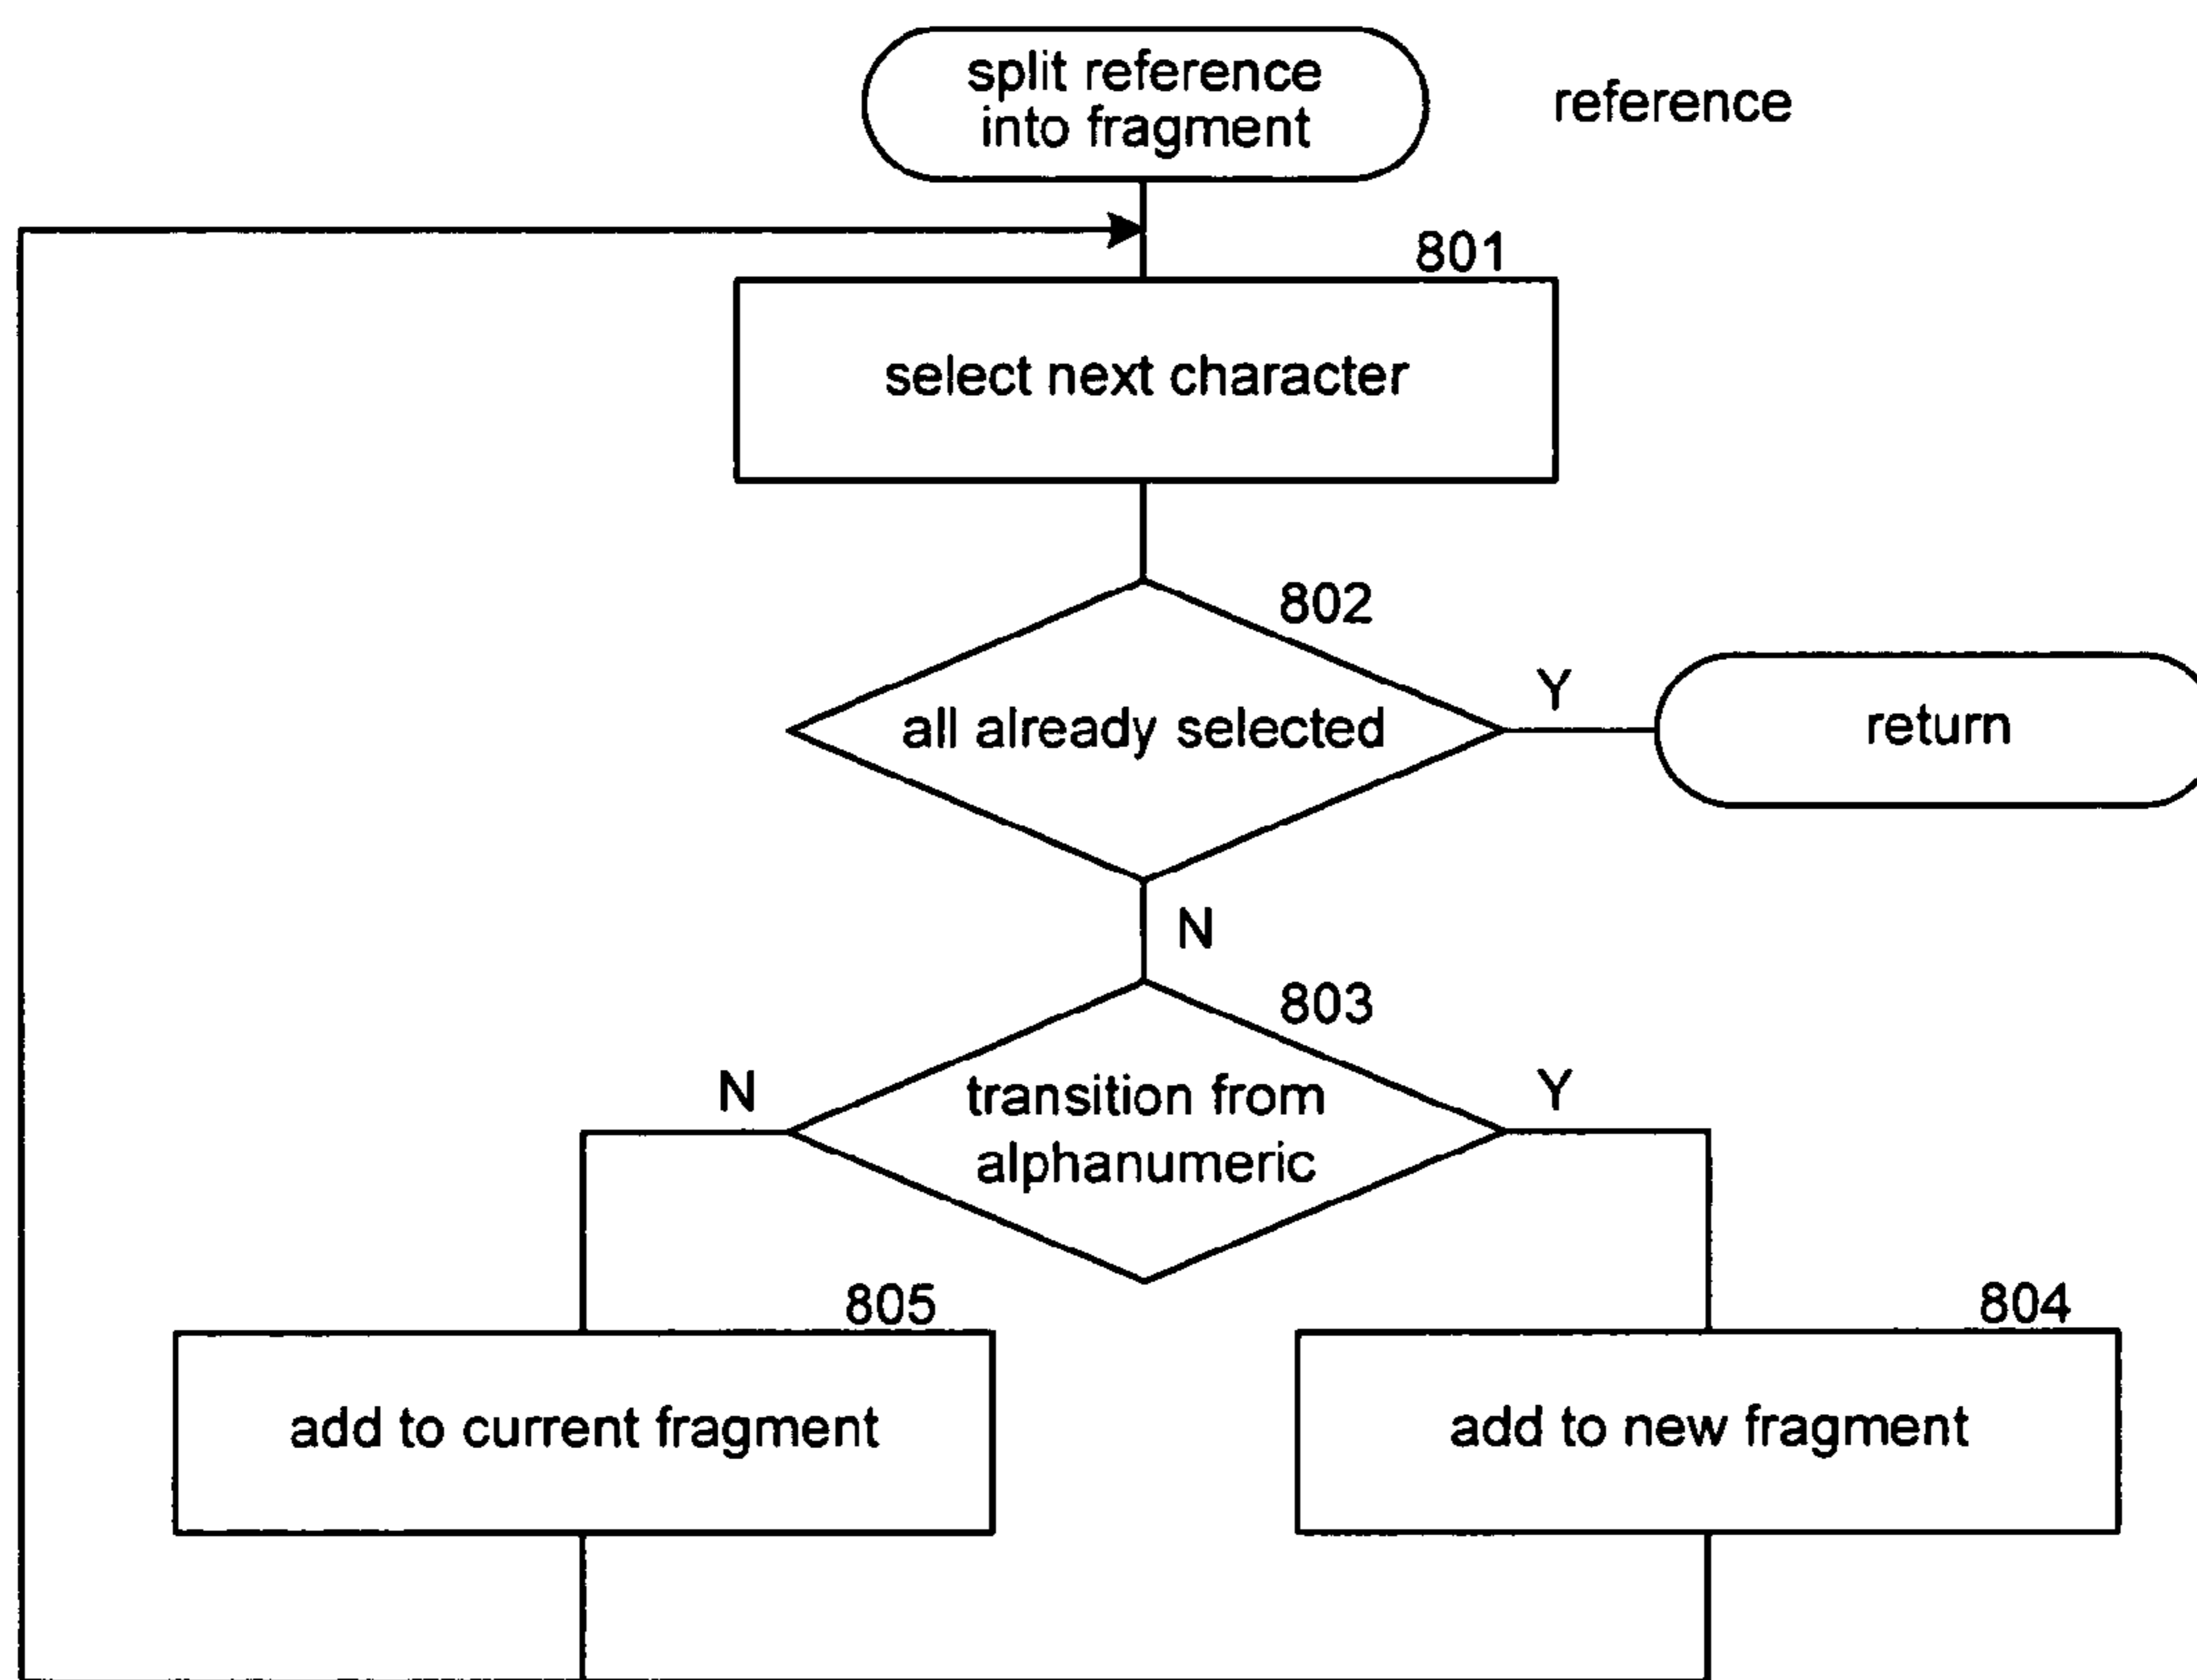 split reference
into fragment
reference
801
select next character
802
all already selected
Y
return
N
803
transition from
alphanumeric
N
Y
805
add to current fragment
804
add to new fragment